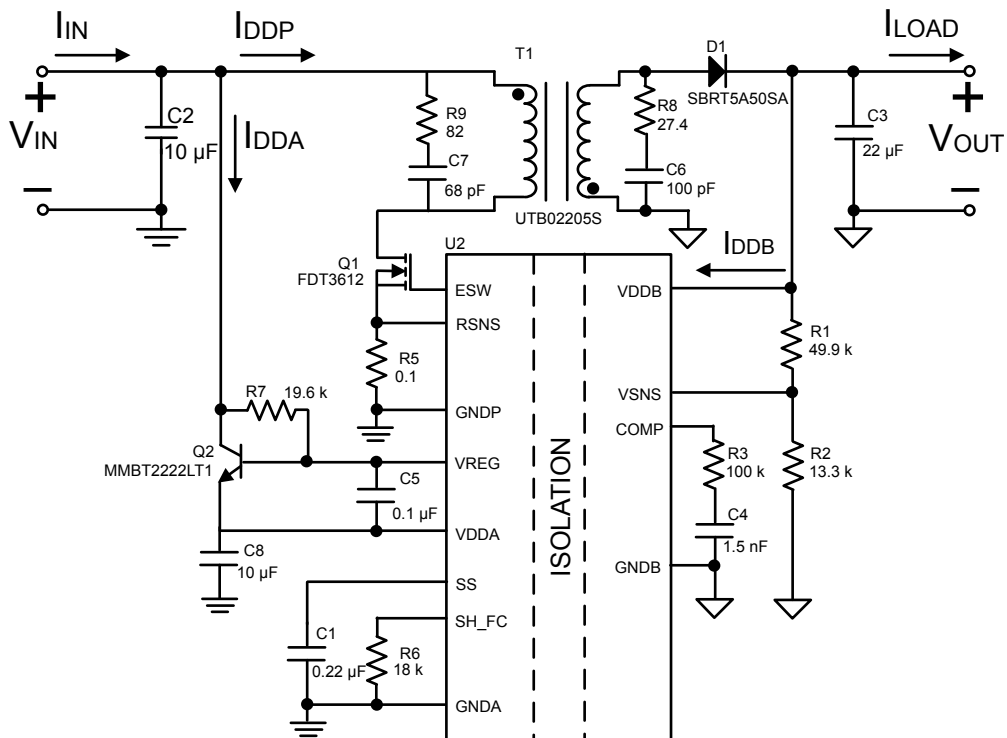 IIN
IDDP
ILOAD
T1
D1
SBRT5A50SA
+
VIN
–
C2
10 µF
IDDA
R9
82
C7
68 pF
R8
27.4
C6
100 pF
C3
22 µF
+
VOUT
–
UTB02205S
U2
IDDB
Q1
FDT3612
ESW
VDDB
RSNS
R5
0.1
R1
49.9 k
R7
19.6 k
GNDP
VSNS
COMP
Q2
MMBT2222LT1
VREG
R3
100 k
R2
13.3 k
C5
0.1 µF
ISOLATION
VDDA
C4
1.5 nF
C8
10 µF
GNDB
SS
SH_FC
C1
0.22 µF
R6
18 k
GNDA